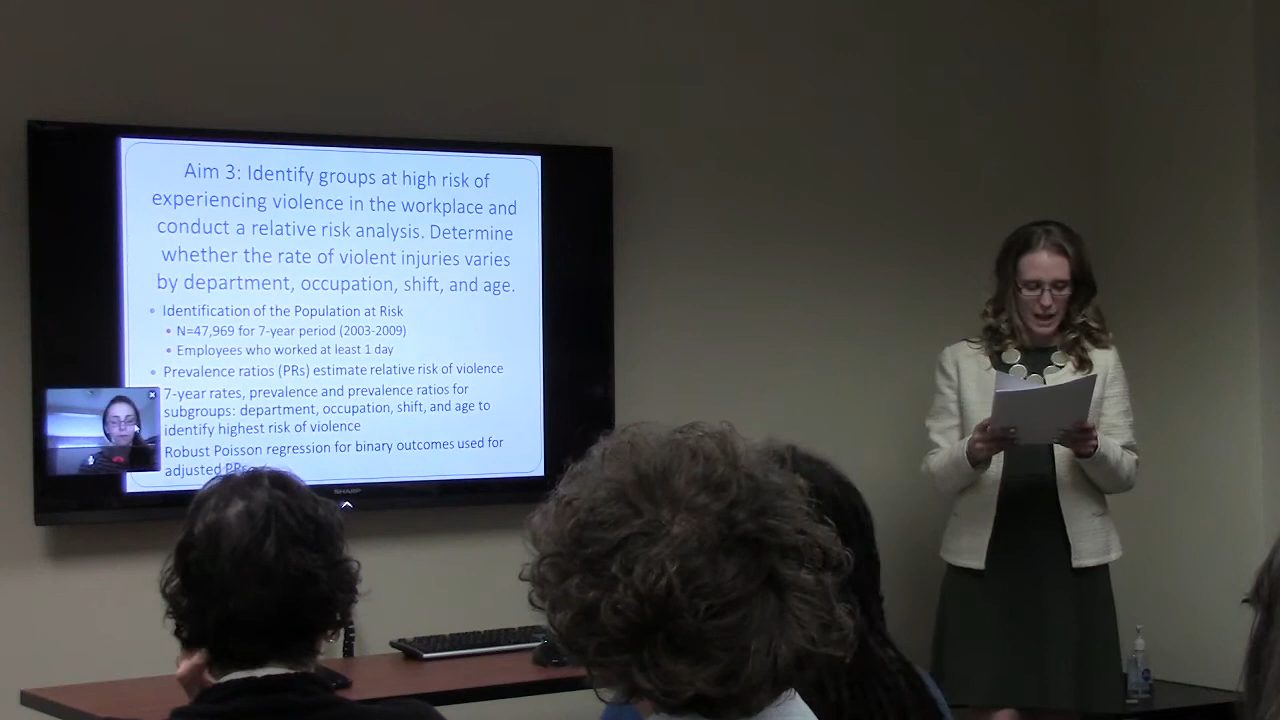 Aim 3: Identify groups at high risk of
experiencing violence in the workplace and
conduct a relative risk analysis. Determine
whether the rate of violent injuries varies
by department, occupation, shift, and age.
• Identification of the Population at Risk
• N=47,969 for 7-year period (2003-2009)
• Employees who worked at least 1 day
• Prevalence ratios (PRs) estimate relative risk of violence
7-year rates, prevalence and prevalence ratios for
subgroups: department, occupation, shift, and age to
identify highest risk of violence
Robust Poisson regression for binary outcomes used for
adjusted PRs
SHARP